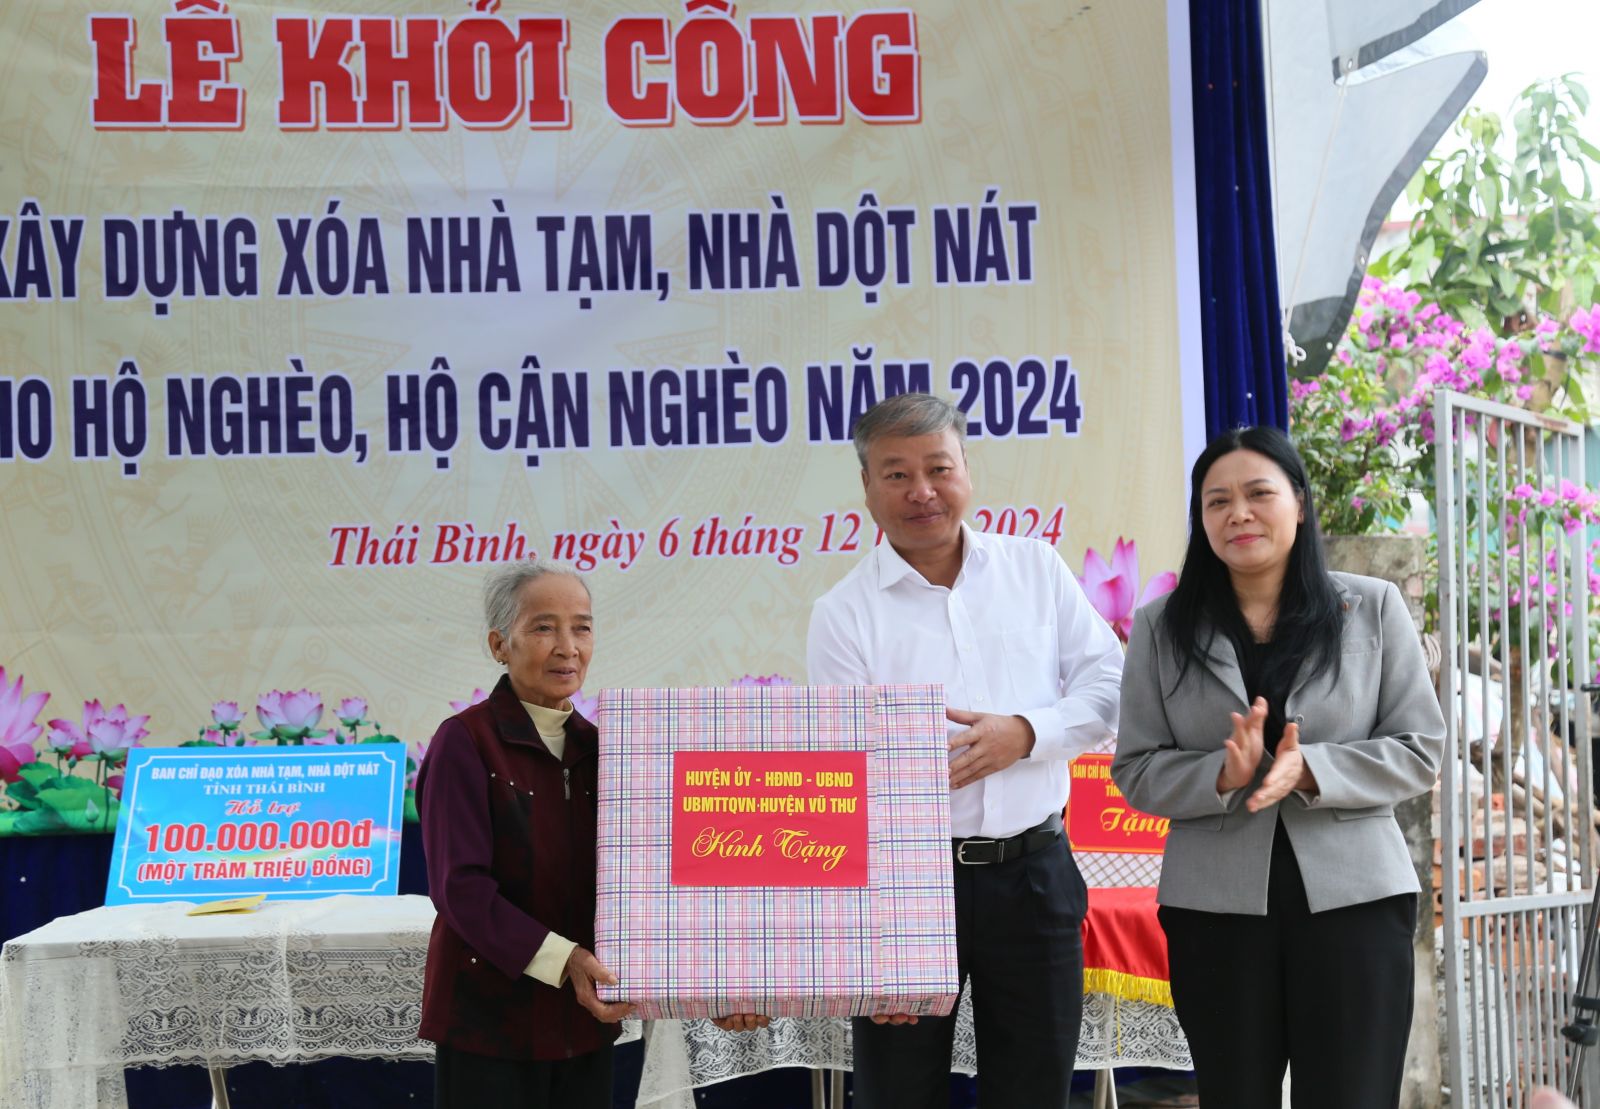 LỄ KHỞI CÔNG
XÂY DỰNG XÓA NHÀ TẠM, NHÀ DỘT NÁT
HỘ NGHÈO, HỘ CẬN NGHÈO NĂM 2024
Thái Bình, ngày 6 tháng 12 2024
BAN CHỈ ĐẠO XÓA NHÀ TẠM, NHÀ DỘT NÁT
TỈNH THÁI BÌNH
Hỗ trợ
100.000.000đ
(MỘT TRĂM TRIỆU ĐỒNG)
HUYỆN ỦY - HĐND - UBND
UBMTTQVN HUYỆN VŨ THƯ
Kính Tặng
BAN CHỈ ĐẠO
Tặng